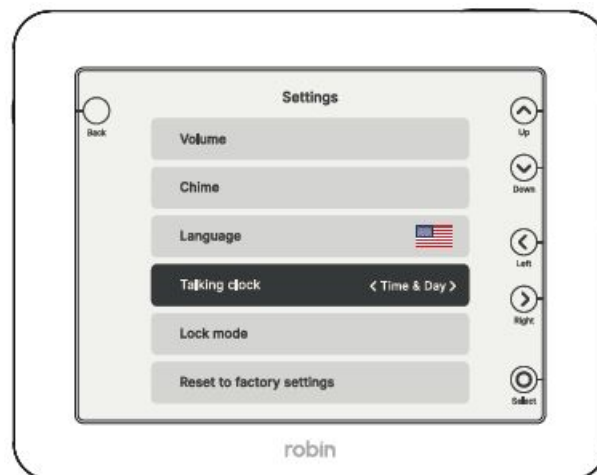 Settings
Back
Volume
Chime
Language
Talking clock < Time & Day >
Lock mode
Reset to factory settings
Up
Down
Left
Right
Select
robin